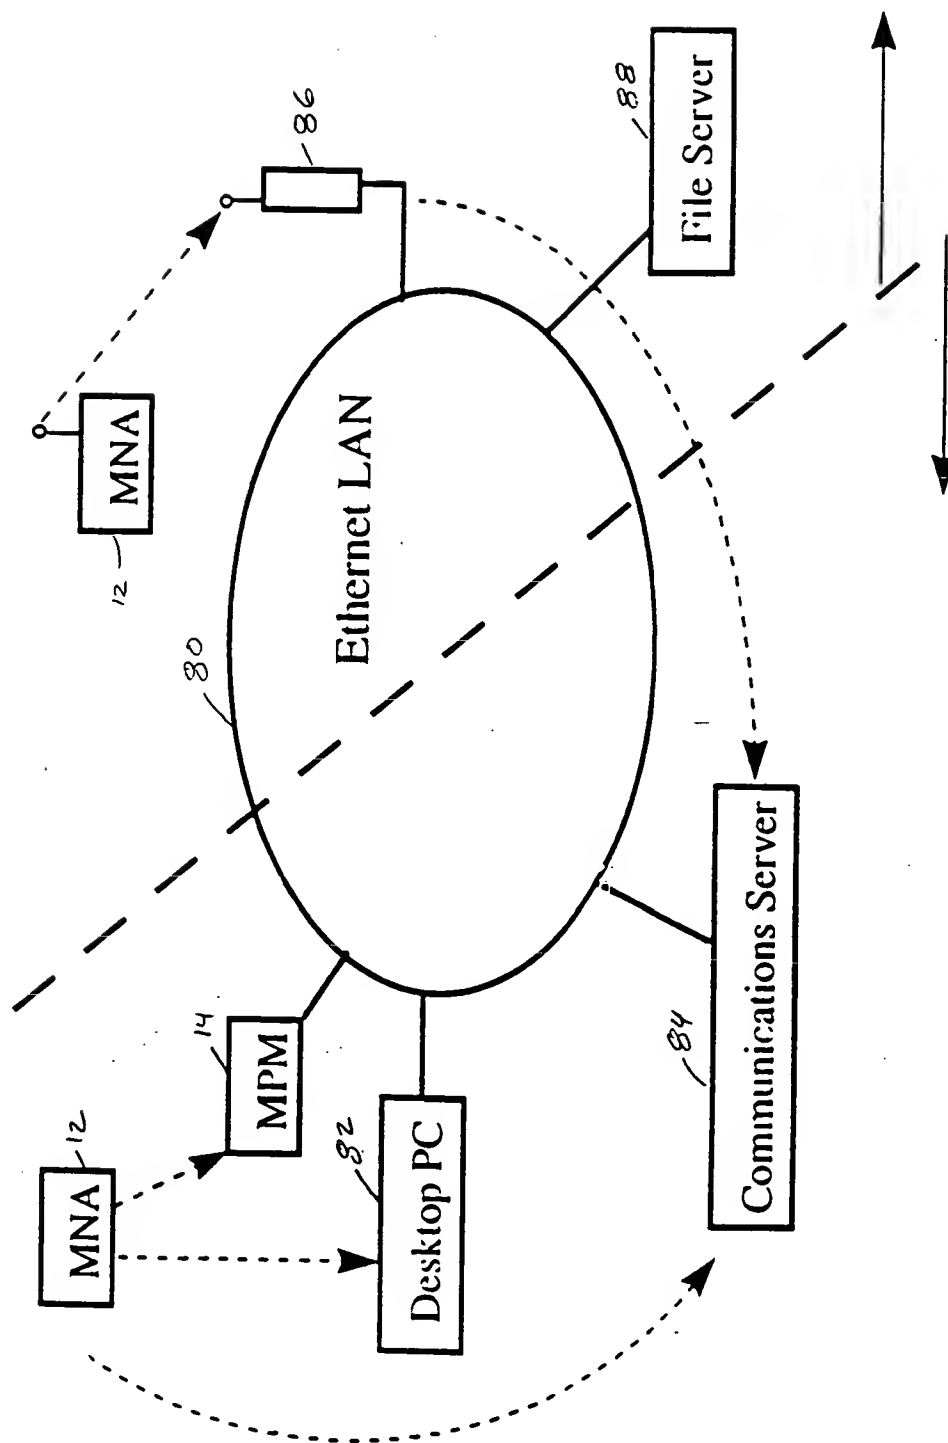 MNA
12
MPM
14
Desktop PC
82
80
Ethernet LAN
MNA
12
86
File Server
88
Communications Server
84